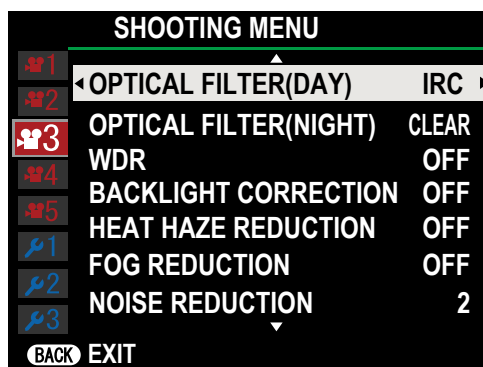 SHOOTING MENU
1
2
3
4
5
1
2
3
OPTICAL FILTER(DAY) IRC
OPTICAL FILTER(NIGHT) CLEAR
WDR OFF
BACKLIGHT CORRECTION OFF
HEAT HAZE REDUCTION OFF
FOG REDUCTION OFF
NOISE REDUCTION 2
BACK EXIT